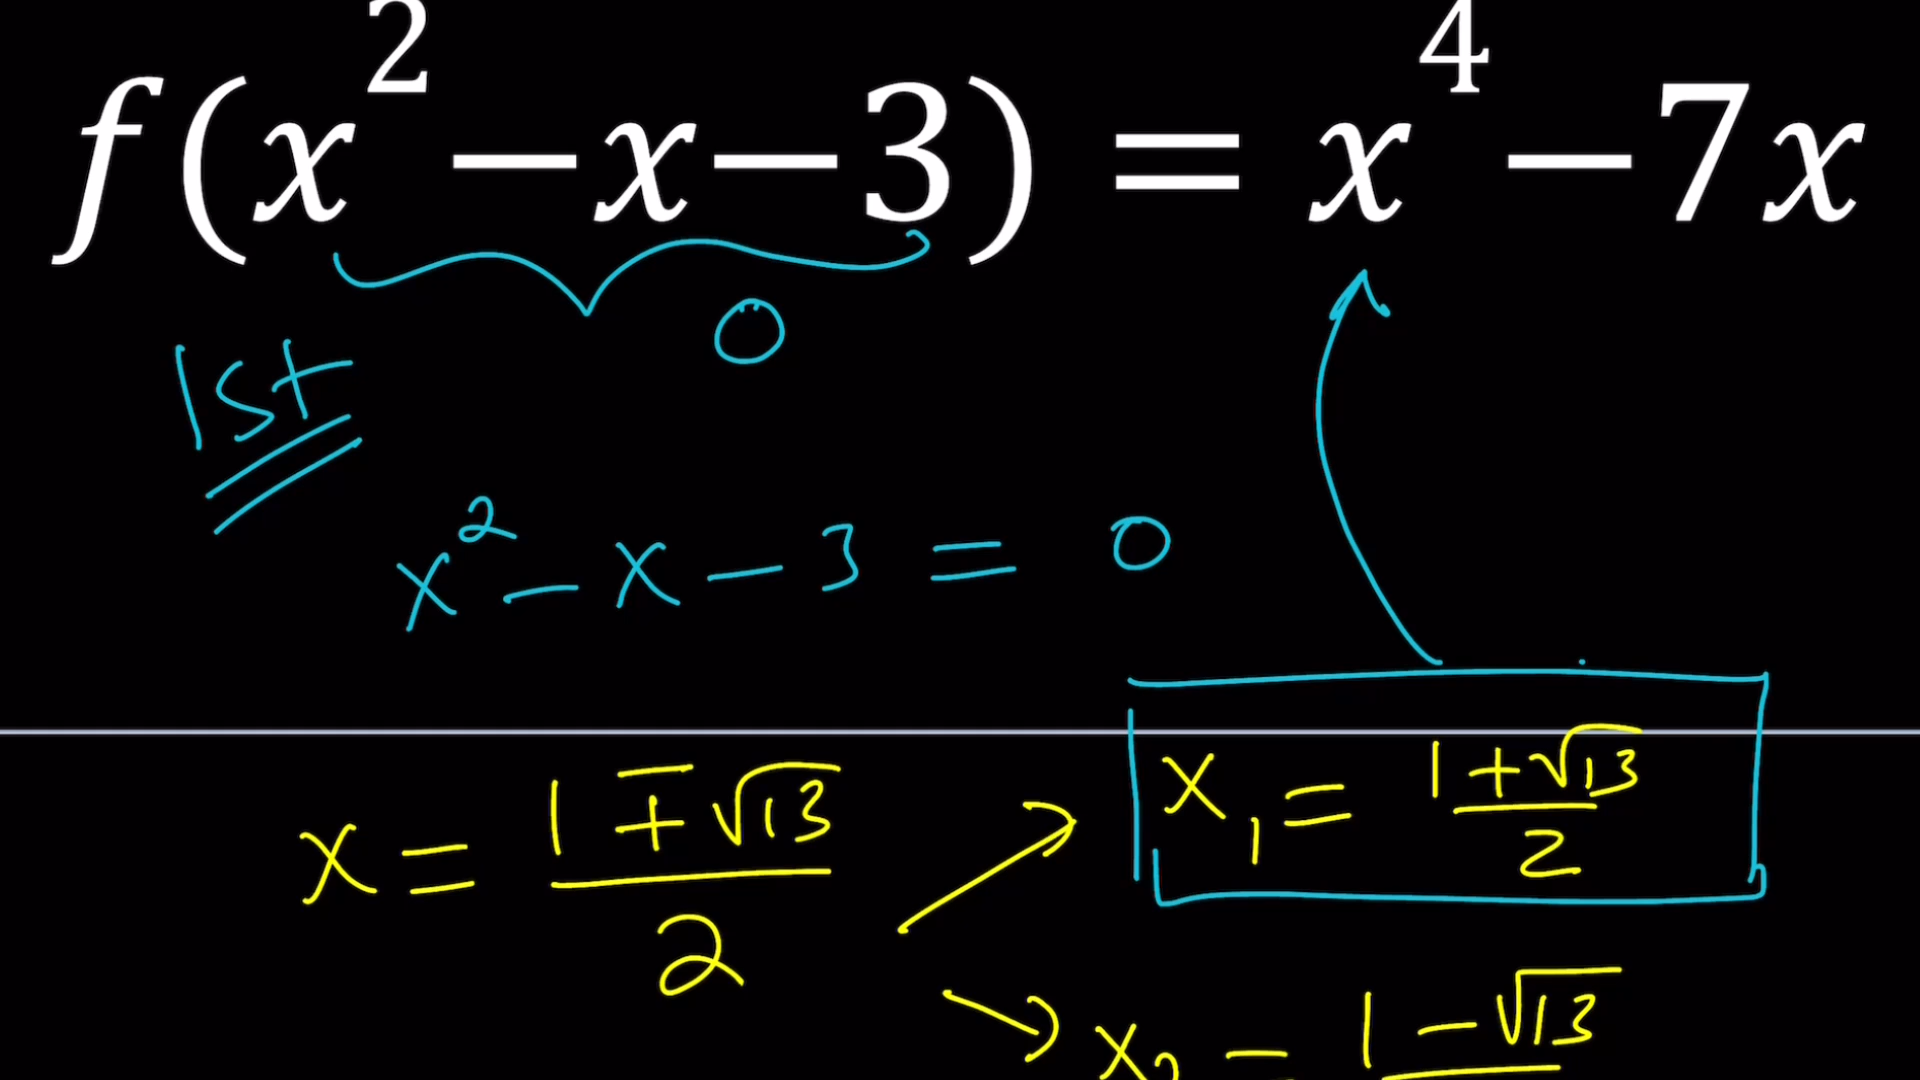 f(x²−x−3) = x⁴−7x
0
1st
x² − x − 3 = 0
x = (1 ∓̅ √13)/2
x₁ = (1 + √13)/2
x₂ = 1 − √13